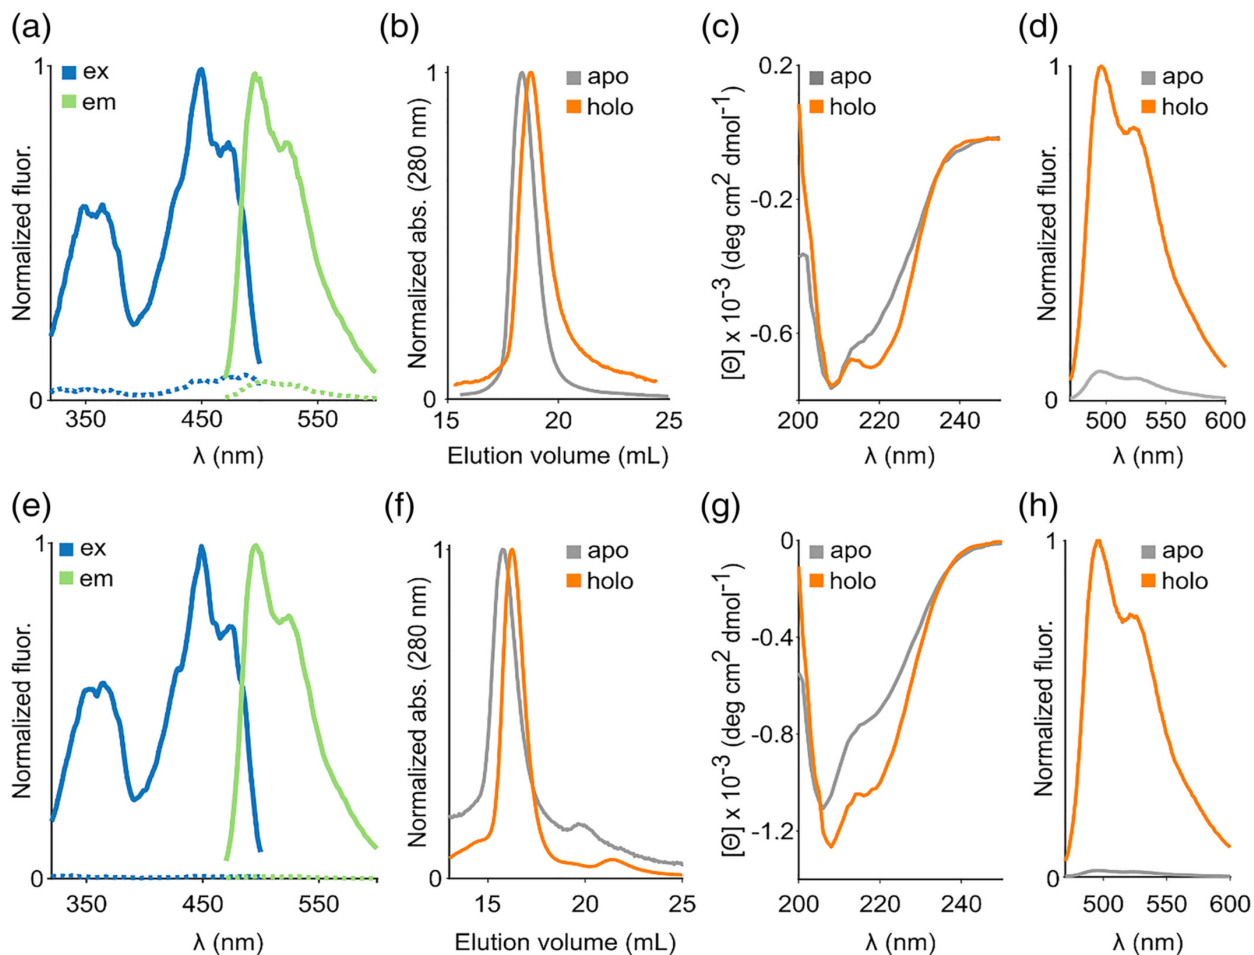 (a)
1
ex
em
Normalized fluor.
0
350 450 550
λ (nm)
(b)
1
apo
holo
Normalized abs. (280 nm)
0
15 20 25
Elution volume (mL)
(c)
0.2
apo
holo
-0.2
-0.6
[Θ] x 10⁻³ (deg cm² dmol⁻¹)
200 220 240
λ (nm)
(d)
1
apo
holo
Normalized fluor.
0
500 550 600
λ (nm)
(e)
1
ex
em
Normalized fluor.
0
350 450 550
λ (nm)
(f)
1
apo
holo
Normalized abs. (280 nm)
0
15 20 25
Elution volume (mL)
(g)
0
apo
holo
-0.4
-0.8
-1.2
[Θ] x 10⁻³ (deg cm² dmol⁻¹)
200 220 240
λ (nm)
(h)
1
apo
holo
Normalized fluor.
0
500 550 600
λ (nm)